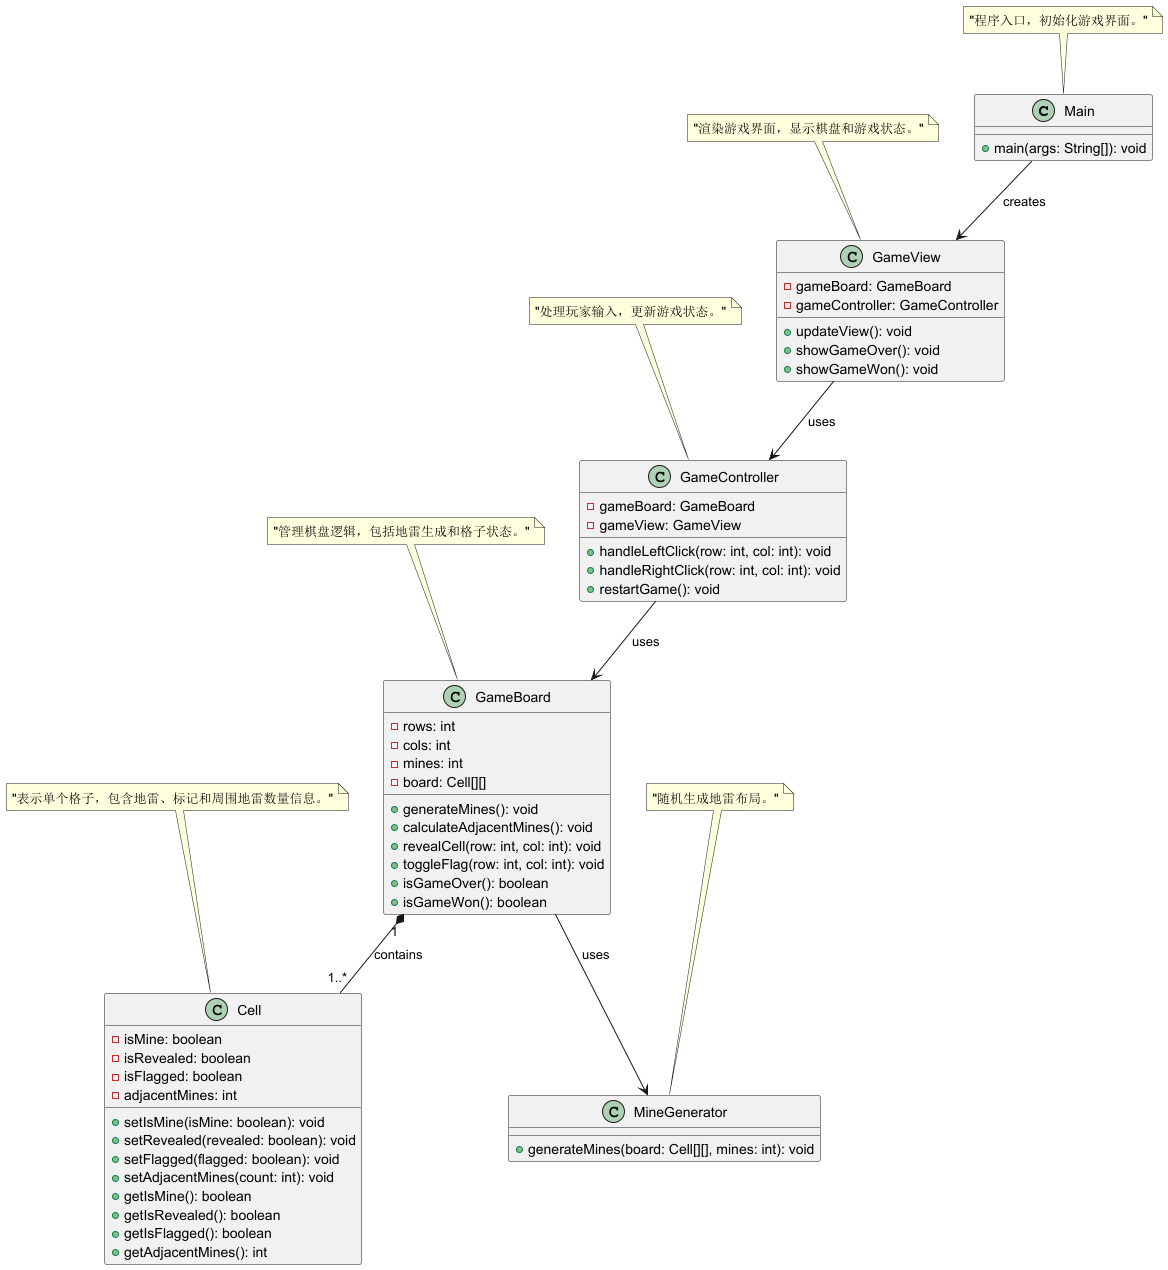 "程序入口，初始化游戏界面。"
C Main
main(args: String[]): void
"渲染游戏界面，显示棋盘和游戏状态。"
creates
C GameView
gameBoard: GameBoard
gameController: GameController
updateView(): void
showGameOver(): void
showGameWon(): void
"处理玩家输入，更新游戏状态。"
uses
C GameController
gameBoard: GameBoard
gameView: GameView
handleLeftClick(row: int, col: int): void
handleRightClick(row: int, col: int): void
restartGame(): void
"管理棋盘逻辑，包括地雷生成和格子状态。"
uses
C GameBoard
rows: int
cols: int
mines: int
board: Cell[][]
generateMines(): void
calculateAdjacentMines(): void
revealCell(row: int, col: int): void
toggleFlag(row: int, col: int): void
isGameOver(): boolean
isGameWon(): boolean
"表示单个格子，包含地雷、标记和周围地雷数量信息。"
"随机生成地雷布局。"
1
contains
1..*
uses
C Cell
isMine: boolean
isRevealed: boolean
isFlagged: boolean
adjacentMines: int
setIsMine(isMine: boolean): void
setRevealed(revealed: boolean): void
setFlagged(flagged: boolean): void
setAdjacentMines(count: int): void
getIsMine(): boolean
getIsRevealed(): boolean
getIsFlagged(): boolean
getAdjacentMines(): int
C MineGenerator
generateMines(board: Cell[][], mines: int): void